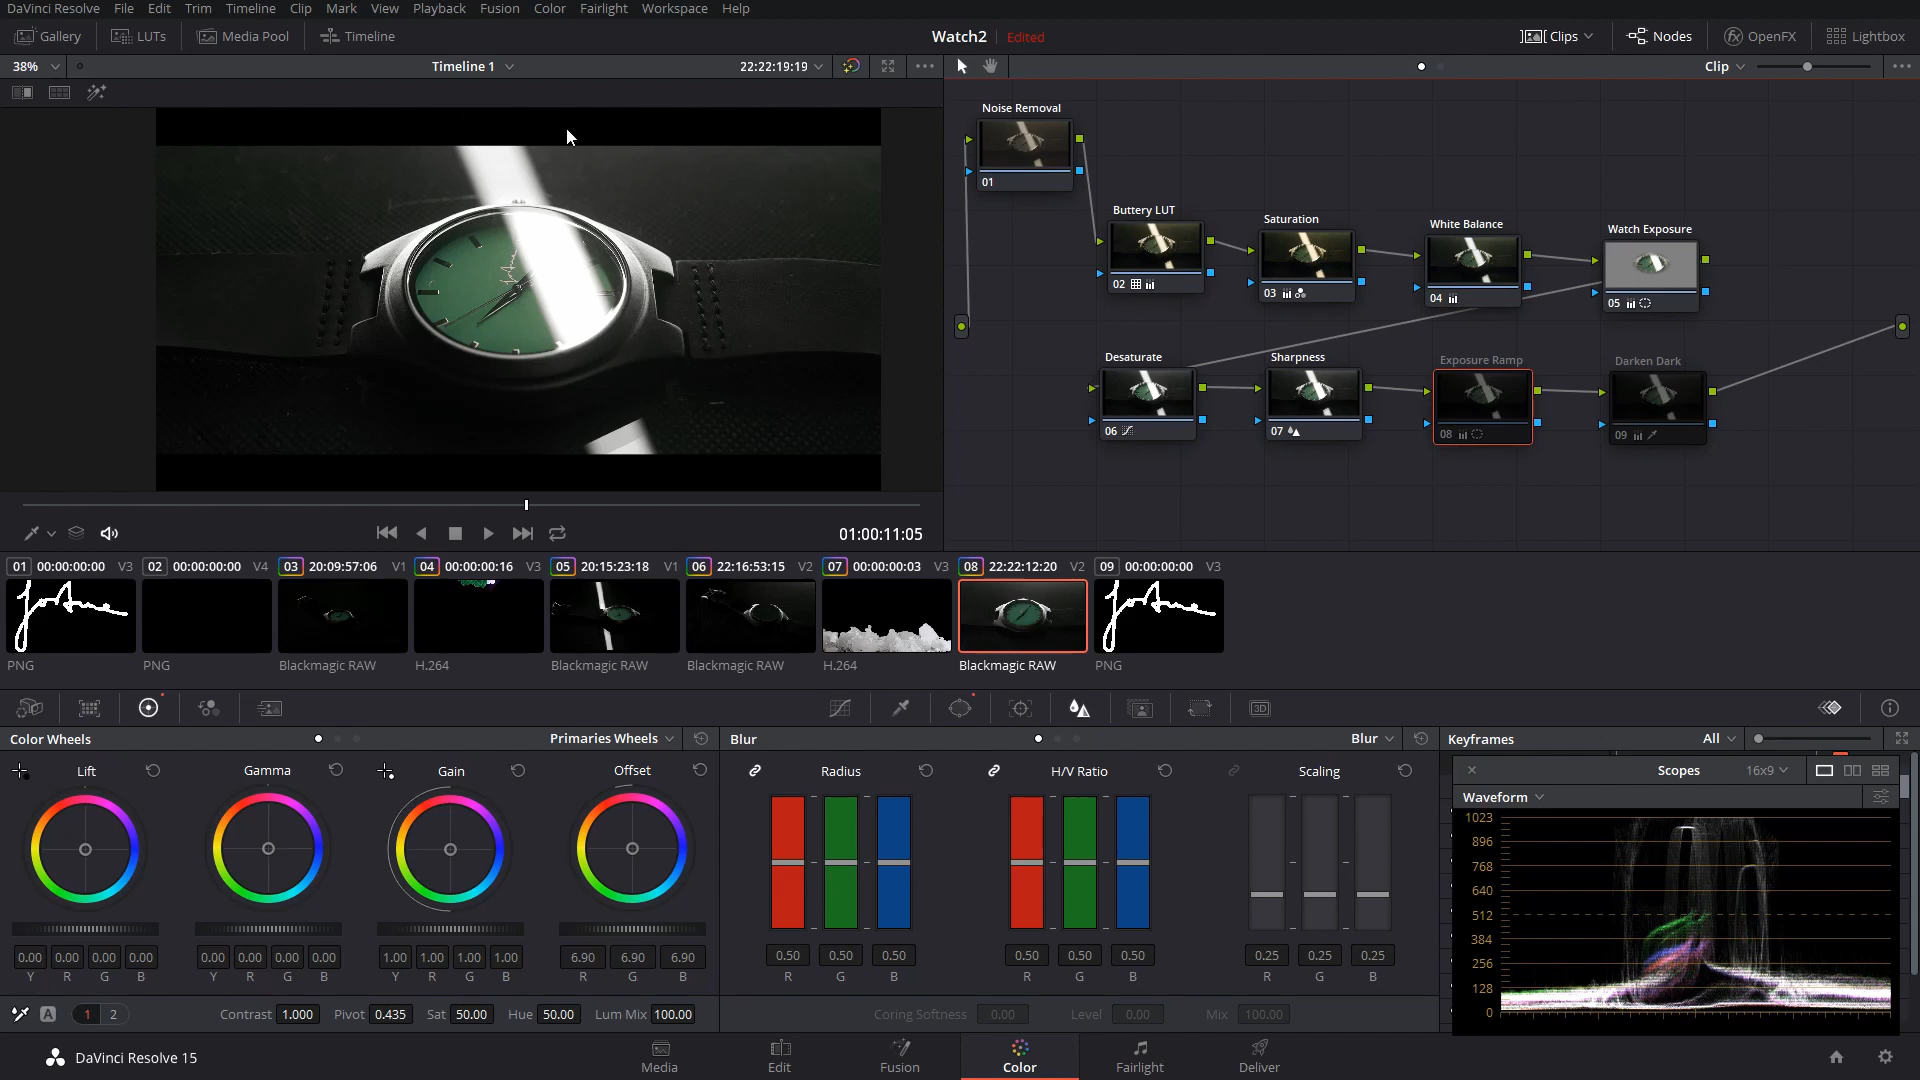 DaVinci Resolve File Edit Trim Timeline Clip Mark View Playback Fusion Color Fairlight Workspace Help
Gallery LUTs Media Pool Timeline Watch2 Edited Clips Nodes OpenFX Lightbox
38% Timeline 1 22:22:19:19 Clip
Noise Removal
01
Buttery LUT
02
Saturation
03
White Balance
04
Watch Exposure
05
Desaturate
06
Sharpness
07
Exposure Ramp
08
Darken Dark
09
01:00:11:05
01 00:00:00:00 V3 02 00:00:00:00 V4 03 20:09:57:06 V1 04 00:00:00:16 V3 05 20:15:23:18 V1 06 22:16:53:15 V2 07 00:00:00:03 V3 08 22:22:12:20 V2 09 00:00:00:00 V3
PNG PNG Blackmagic RAW H.264 Blackmagic RAW Blackmagic RAW H.264 Blackmagic RAW PNG
3D
Color Wheels Primaries Wheels Blur Blur Keyframes All
Lift Gamma Gain Offset Radius H/V Ratio Scaling
Scopes 16x9
Waveform
1023
896
768
640
512
384
256
128
0
0.00 0.00 0.00 0.00 0.00 0.00 0.00 0.00 1.00 1.00 1.00 1.00 6.90 6.90 6.90 0.50 0.50 0.50 0.50 0.50 0.50 0.25 0.25 0.25
Y R G B Y R G B Y R G B R G B R G B R G B R G B
A 1 2 Contrast 1.000 Pivot 0.435 Sat 50.00 Hue 50.00 Lum Mix 100.00 Coring Softness 0.00 Level 0.00 Mix 100.00
DaVinci Resolve 15 Media Edit Fusion Color Fairlight Deliver